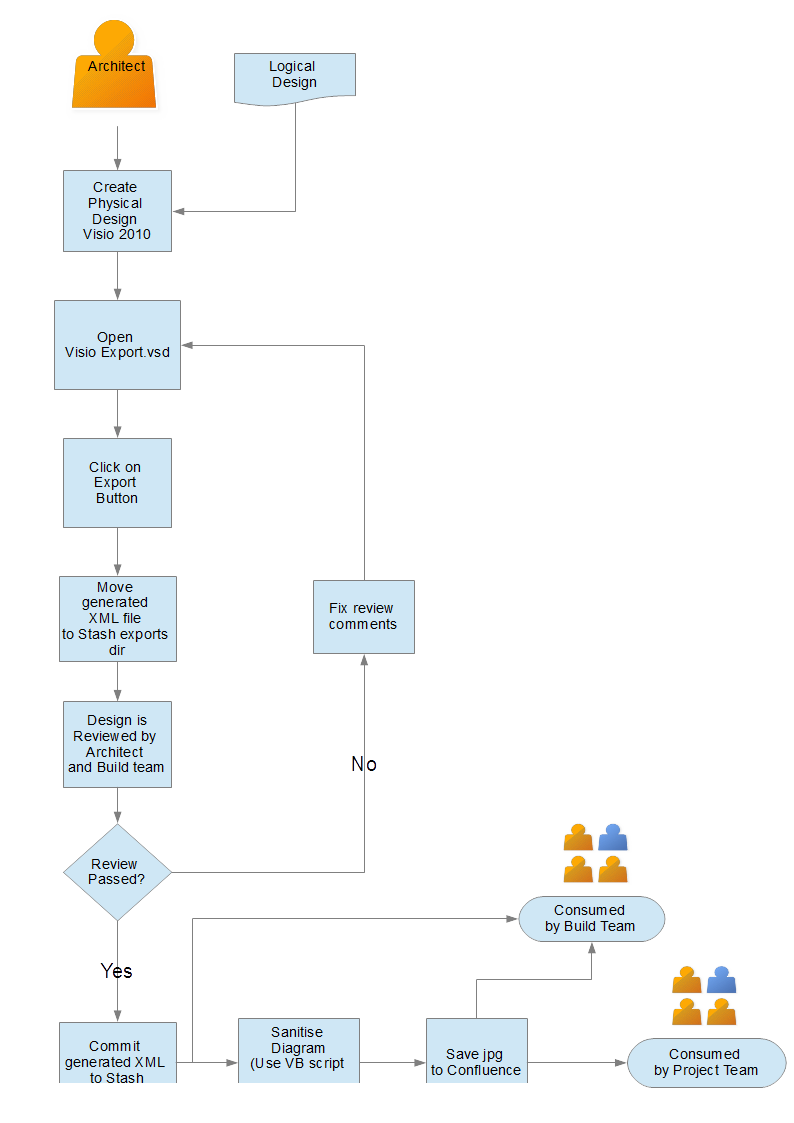 Architect
Logical
Design
Create
Physical
Design
Visio 2010
Open
Visio Export.vsd
Click on
Export
Button
Move
generated
XML file
to Stash exports
dir
Fix review
comments
Design is
Reviewed by
Architect
and Build team
No
Review
Passed?
Consumed
by Build Team
Yes
Commit
generated XML
to Stash
Sanitise
Diagram
(Use VB script
Save jpg
to Confluence
Consumed
by Project Team